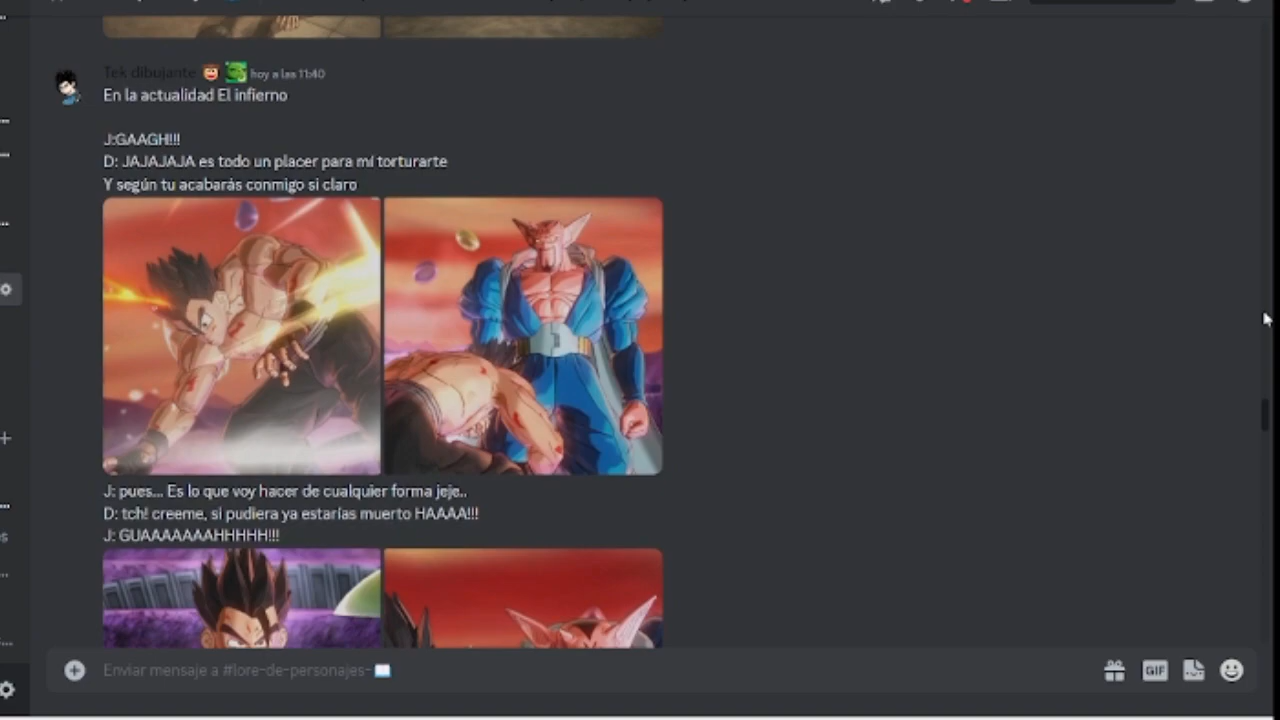 Tek dibujante hoy a las 11:40
En la actualidad El infierno
J:GAAGH!!!
D: JAJAJAJA es todo un placer para mí torturarte
Y según tu acabarás conmigo si claro
J: pues... Es lo que voy hacer de cualquier forma jeje..
D: tch! creeme, si pudiera ya estarías muerto HAAAA!!!
J: GUAAAAAAAHHHHH!!!
Enviar mensaje a #lore-de-personajes-
GIF